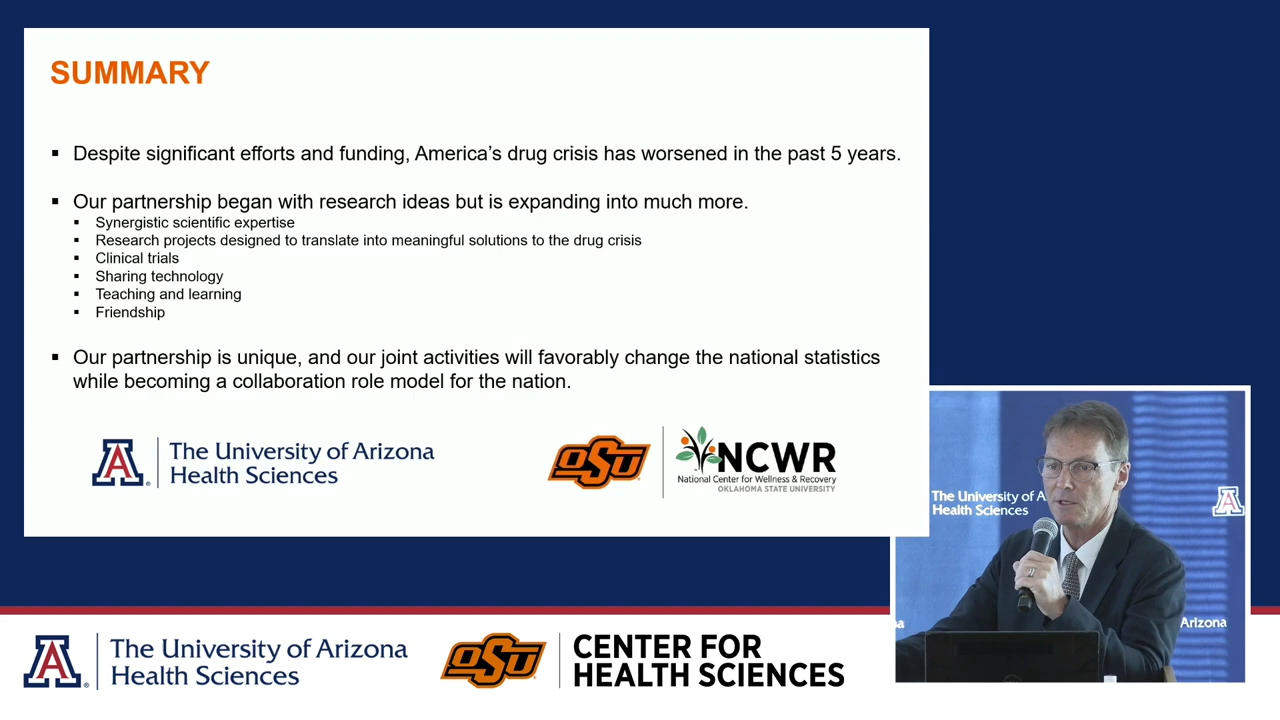 SUMMARY
▪ Despite significant efforts and funding, America’s drug crisis has worsened in the past 5 years.
▪ Our partnership began with research ideas but is expanding into much more.
▪ Synergistic scientific expertise
▪ Research projects designed to translate into meaningful solutions to the drug crisis
▪ Clinical trials
▪ Sharing technology
▪ Teaching and learning
▪ Friendship
▪ Our partnership is unique, and our joint activities will favorably change the national statistics
while becoming a collaboration role model for the nation.
A
The University of Arizona
Health Sciences
OSU
NCWR
National Center for Wellness & Recovery
OKLAHOMA STATE UNIVERSITY
The University of A
Health Sciences
A
na
Arizona
A
The University of Arizona
Health Sciences
OSU
CENTER FOR
HEALTH SCIENCES